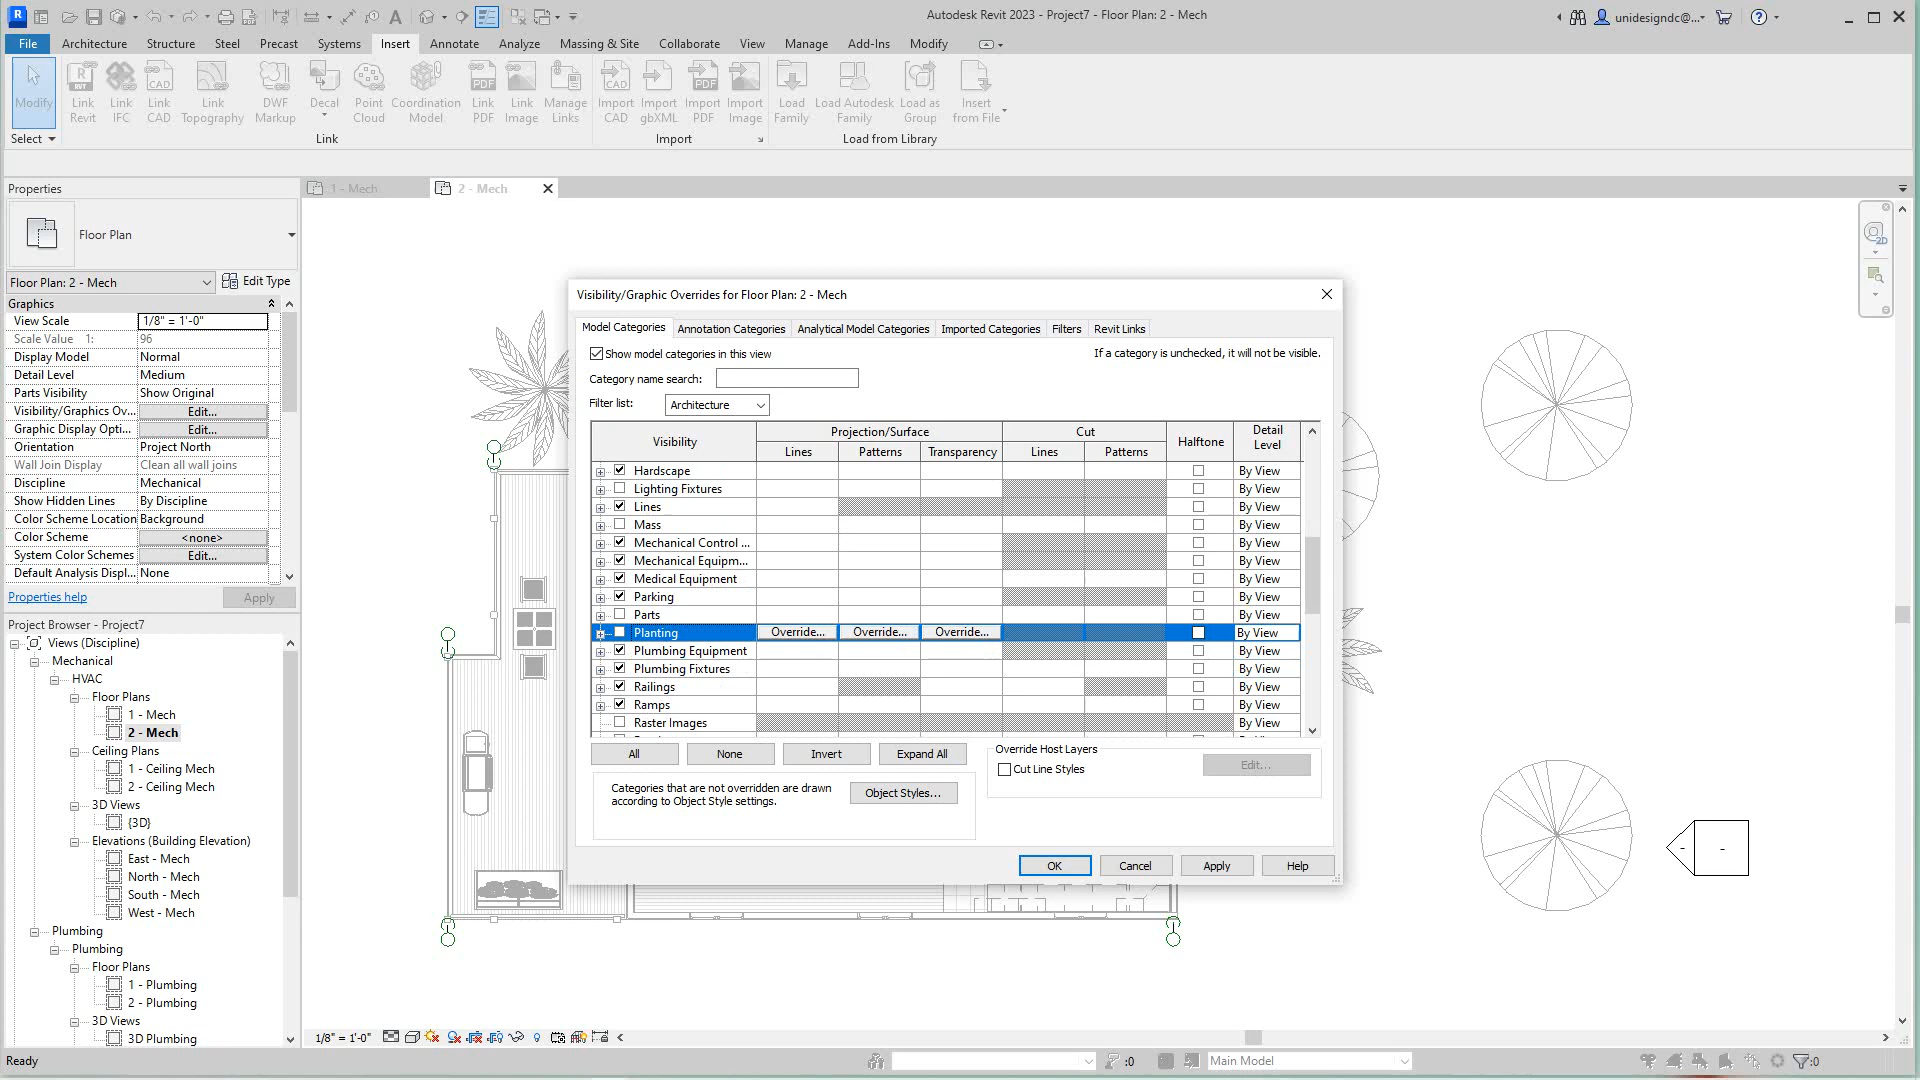 Autodesk Revit 2023 - Project7 - Floor Plan: 2 - Mech
unidesigndc@...
File Architecture Structure Steel Precast Systems Insert Annotate Analyze Massing & Site Collaborate View Manage Add-Ins Modify
Modify
Link Revit
Link IFC
Link CAD
Link Topography
DWF Markup
Decal
Point Cloud
Coordination Model
Link PDF
Link Image
Manage Links
Import CAD
Import gbXML
Import PDF
Import Image
Load Family
Load Autodesk Family
Load as Group
Insert from File
Select
Link
Import
Load from Library
Properties
1 - Mech
2 - Mech
Floor Plan
Floor Plan: 2 - Mech
Edit Type
Graphics
View Scale 1/8" = 1'-0"
Scale Value 1: 96
Display Model Normal
Detail Level Medium
Parts Visibility Show Original
Visibility/Graphics Ov... Edit...
Graphic Display Opti... Edit...
Orientation Project North
Wall Join Display Clean all wall joins
Discipline Mechanical
Show Hidden Lines By Discipline
Color Scheme Location Background
Color Scheme <none>
System Color Schemes Edit...
Default Analysis Displ... None
Properties help
Apply
Project Browser - Project7
Views (Discipline)
Mechanical
HVAC
Floor Plans
1 - Mech
2 - Mech
Ceiling Plans
1 - Ceiling Mech
2 - Ceiling Mech
3D Views
{3D}
Elevations (Building Elevation)
East - Mech
North - Mech
South - Mech
West - Mech
Plumbing
Plumbing
Floor Plans
1 - Plumbing
2 - Plumbing
3D Views
3D Plumbing
Visibility/Graphic Overrides for Floor Plan: 2 - Mech
Model Categories Annotation Categories Analytical Model Categories Imported Categories Filters Revit Links
Show model categories in this view
If a category is unchecked, it will not be visible.
Category name search:
Filter list: Architecture
Visibility Projection/Surface Cut Halftone Detail Level
Lines Patterns Transparency Lines Patterns
Hardscape By View
Lighting Fixtures By View
Lines By View
Mass By View
Mechanical Control ... By View
Mechanical Equipm... By View
Medical Equipment By View
Parking By View
Parts By View
Planting Override... Override... Override... By View
Plumbing Equipment By View
Plumbing Fixtures By View
Railings By View
Ramps By View
Raster Images By View
All None Invert Expand All
Override Host Layers
Cut Line Styles
Edit...
Categories that are not overridden are drawn
according to Object Style settings.
Object Styles...
OK Cancel Apply Help
1/8" = 1'-0"
Ready
:0
Main Model
:0